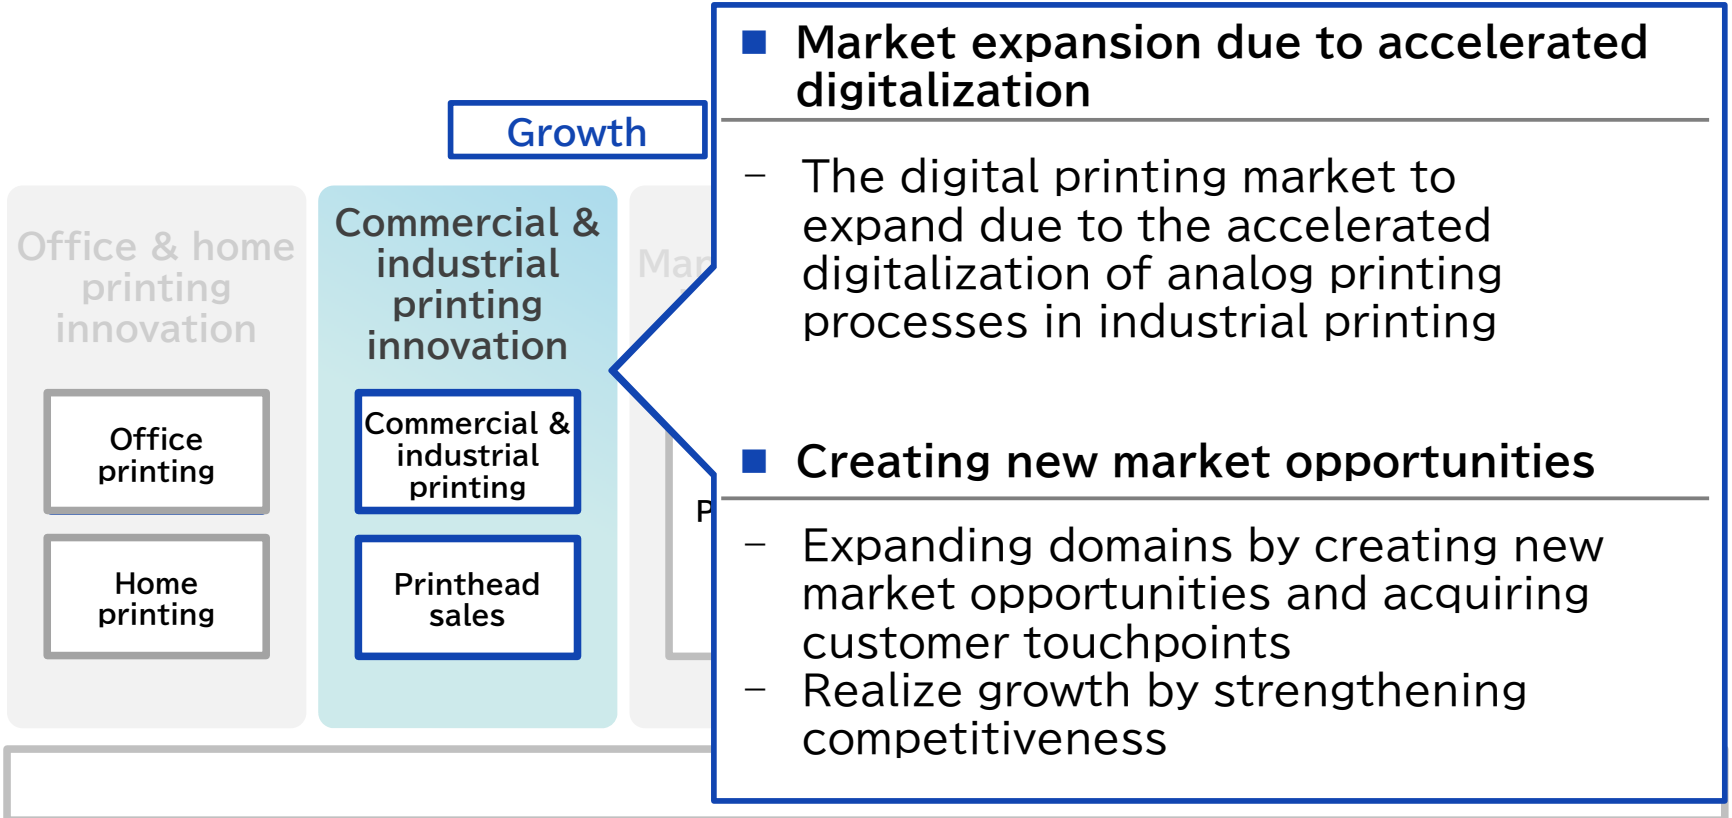 Growth
Office & home
printing
innovation
Office
printing
Home
printing
Commercial &
industrial
printing
innovation
Commercial &
industrial
printing
Printhead
sales
■ Market expansion due to accelerated
digitalization
– The digital printing market to
expand due to the accelerated
digitalization of analog printing
processes in industrial printing
■ Creating new market opportunities
– Expanding domains by creating new
market opportunities and acquiring
customer touchpoints
– Realize growth by strengthening
competitiveness